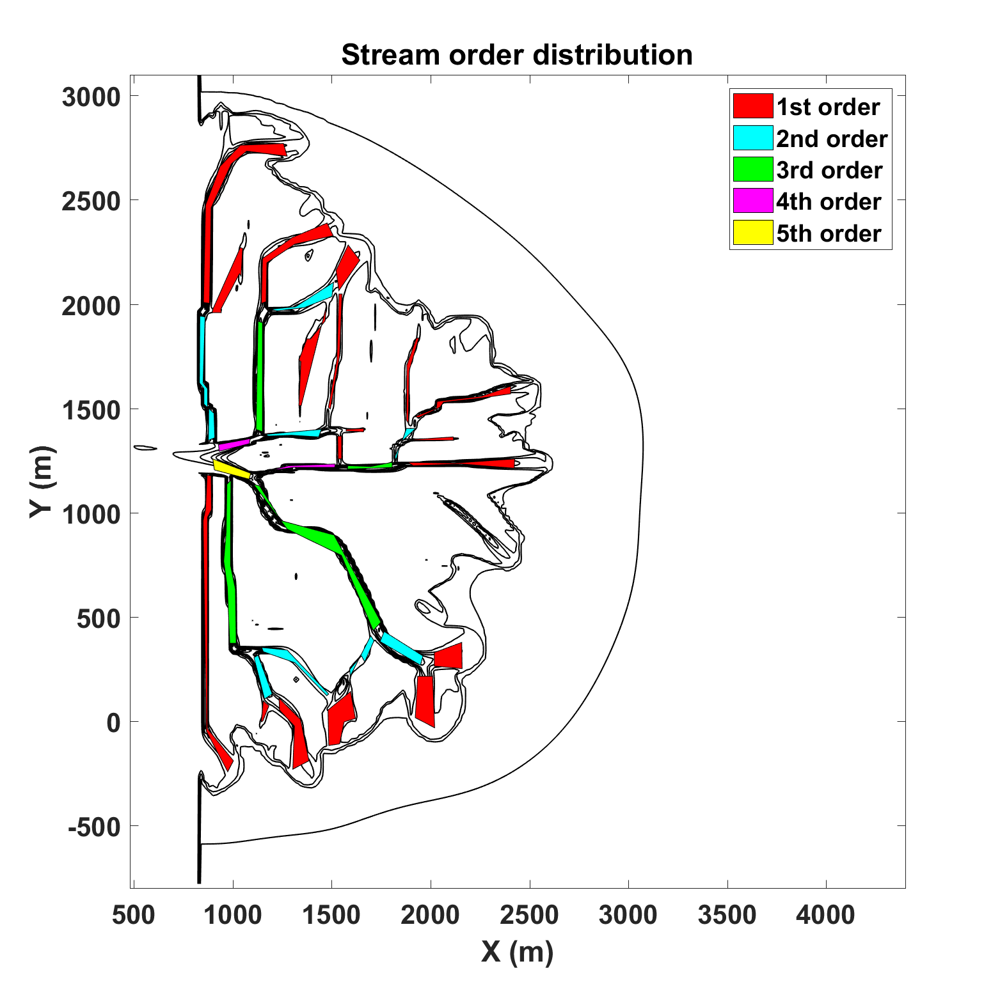 Stream order distribution
1st order
2nd order
3rd order
4th order
5th order
3000
2500
2000
1500
1000
500
0
-500
Y (m)
500 1000 1500 2000 2500 3000 3500 4000
X (m)